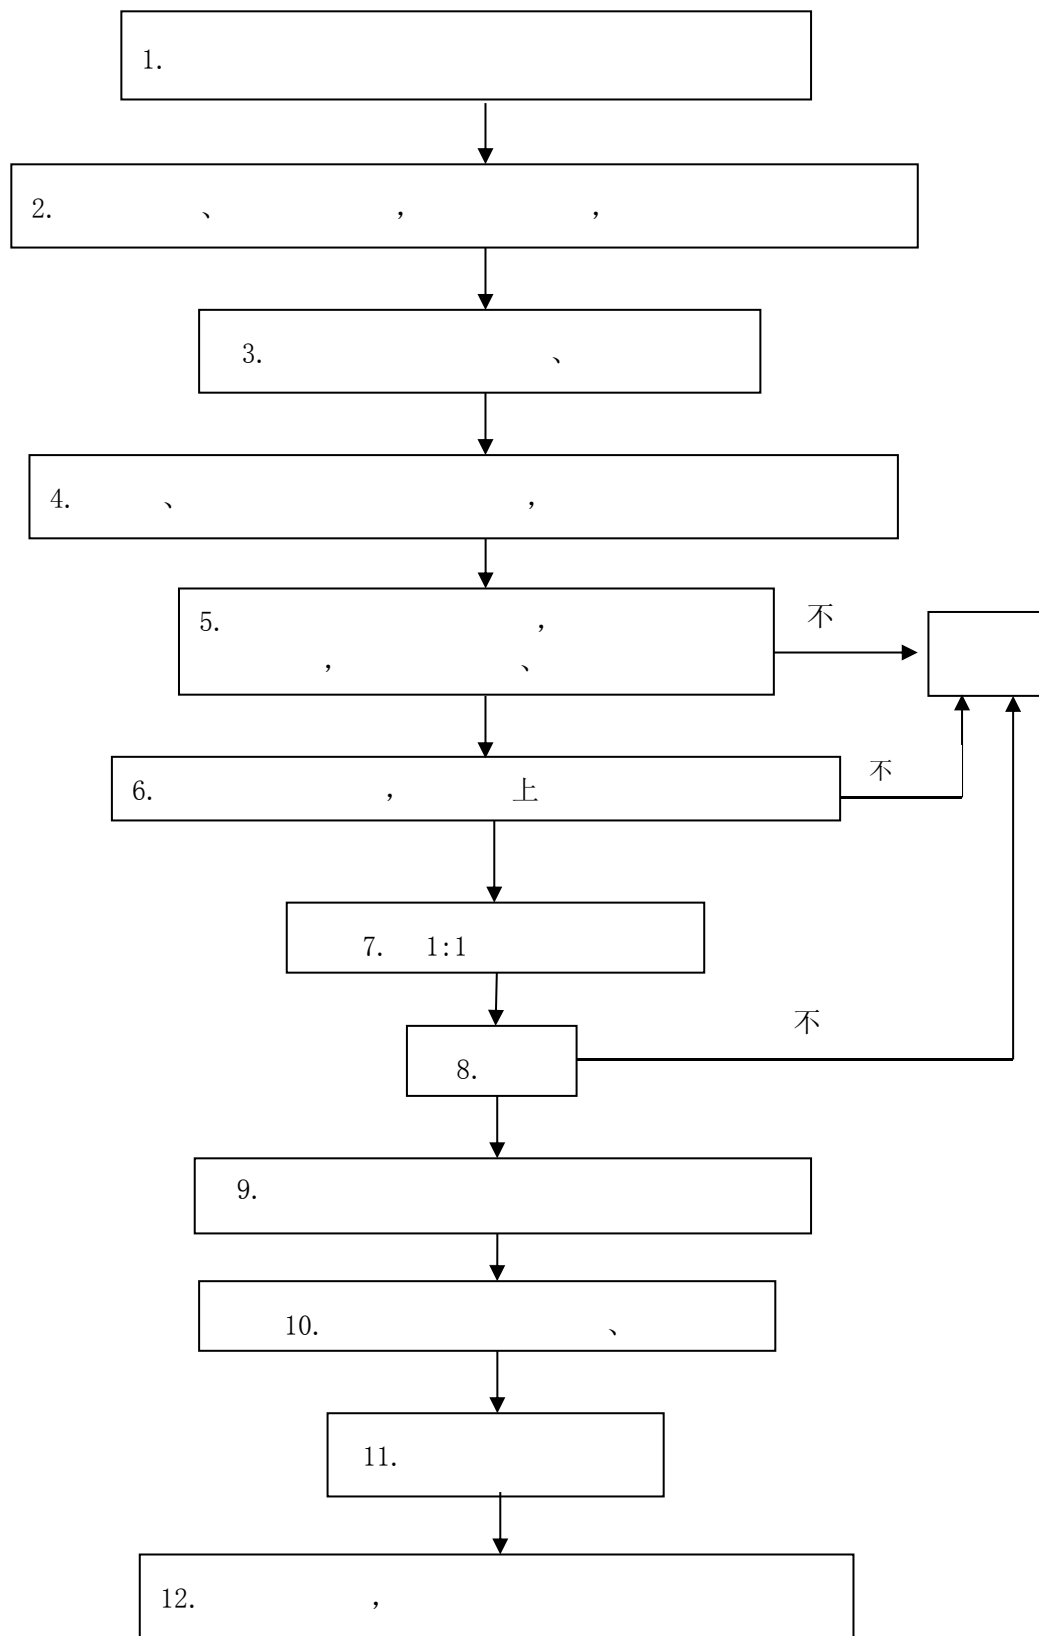 1.
2. 、 ， ，
3. 、
4. 、 ，
5. ，
不
， 、
6. ， 上
不
7. 1:1
不
8.
9.
10. 、
11.
12. ，